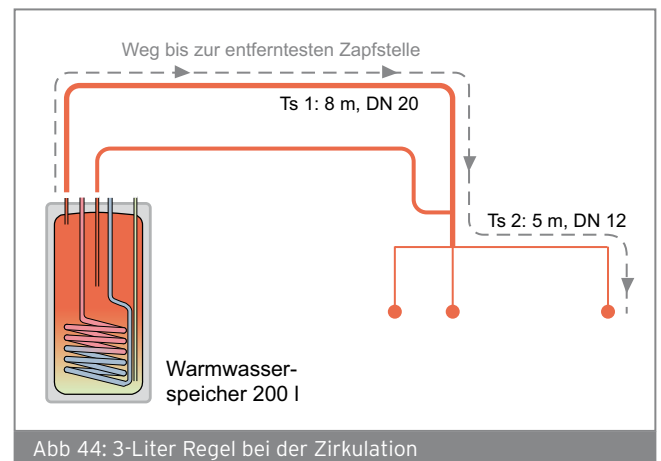 Weg bis zur entferntesten Zapfstelle
Ts 1: 8 m, DN 20
Ts 2: 5 m, DN 12
Warmwasser-
speicher 200 l
Abb 44: 3-Liter Regel bei der Zirkulation